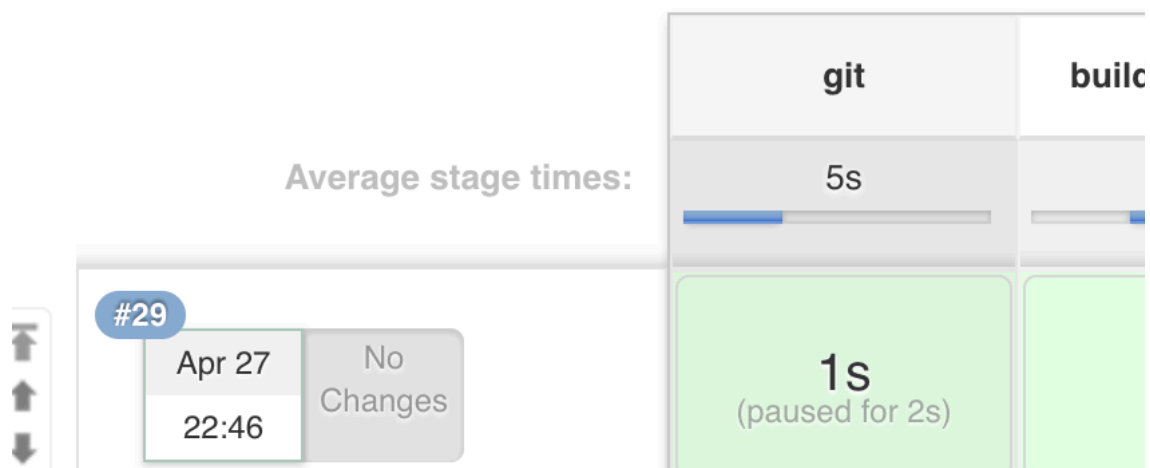 git
Average stage times:
5s
#29
Apr 27
22:46
No
Changes
1s
(paused for 2s)